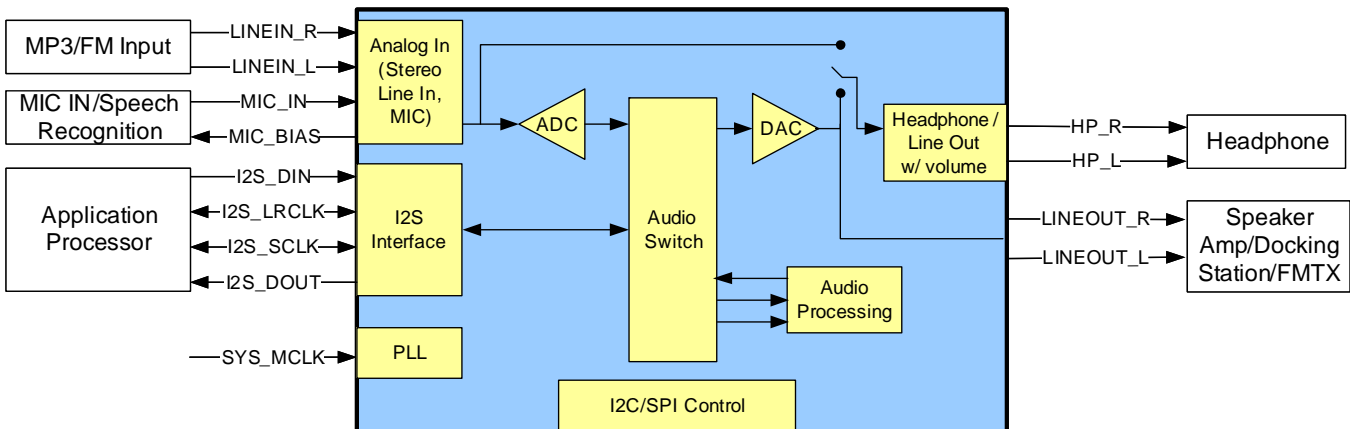 MP3/FM Input
LINEIN_R
LINEIN_L
MIC IN/Speech
Recognition
MIC_IN
MIC_BIAS
Application
Processor
I2S_DIN
I2S_LRCLK
I2S_SCLK
I2S_DOUT
SYS_MCLK
Analog In
(Stereo
Line In,
MIC)
I2S
Interface
PLL
ADC
Audio
Switch
DAC
Audio
Processing
I2C/SPI Control
Headphone /
Line Out
w/ volume
HP_R
HP_L
LINEOUT_R
LINEOUT_L
Headphone
Speaker
Amp/Docking
Station/FMTX